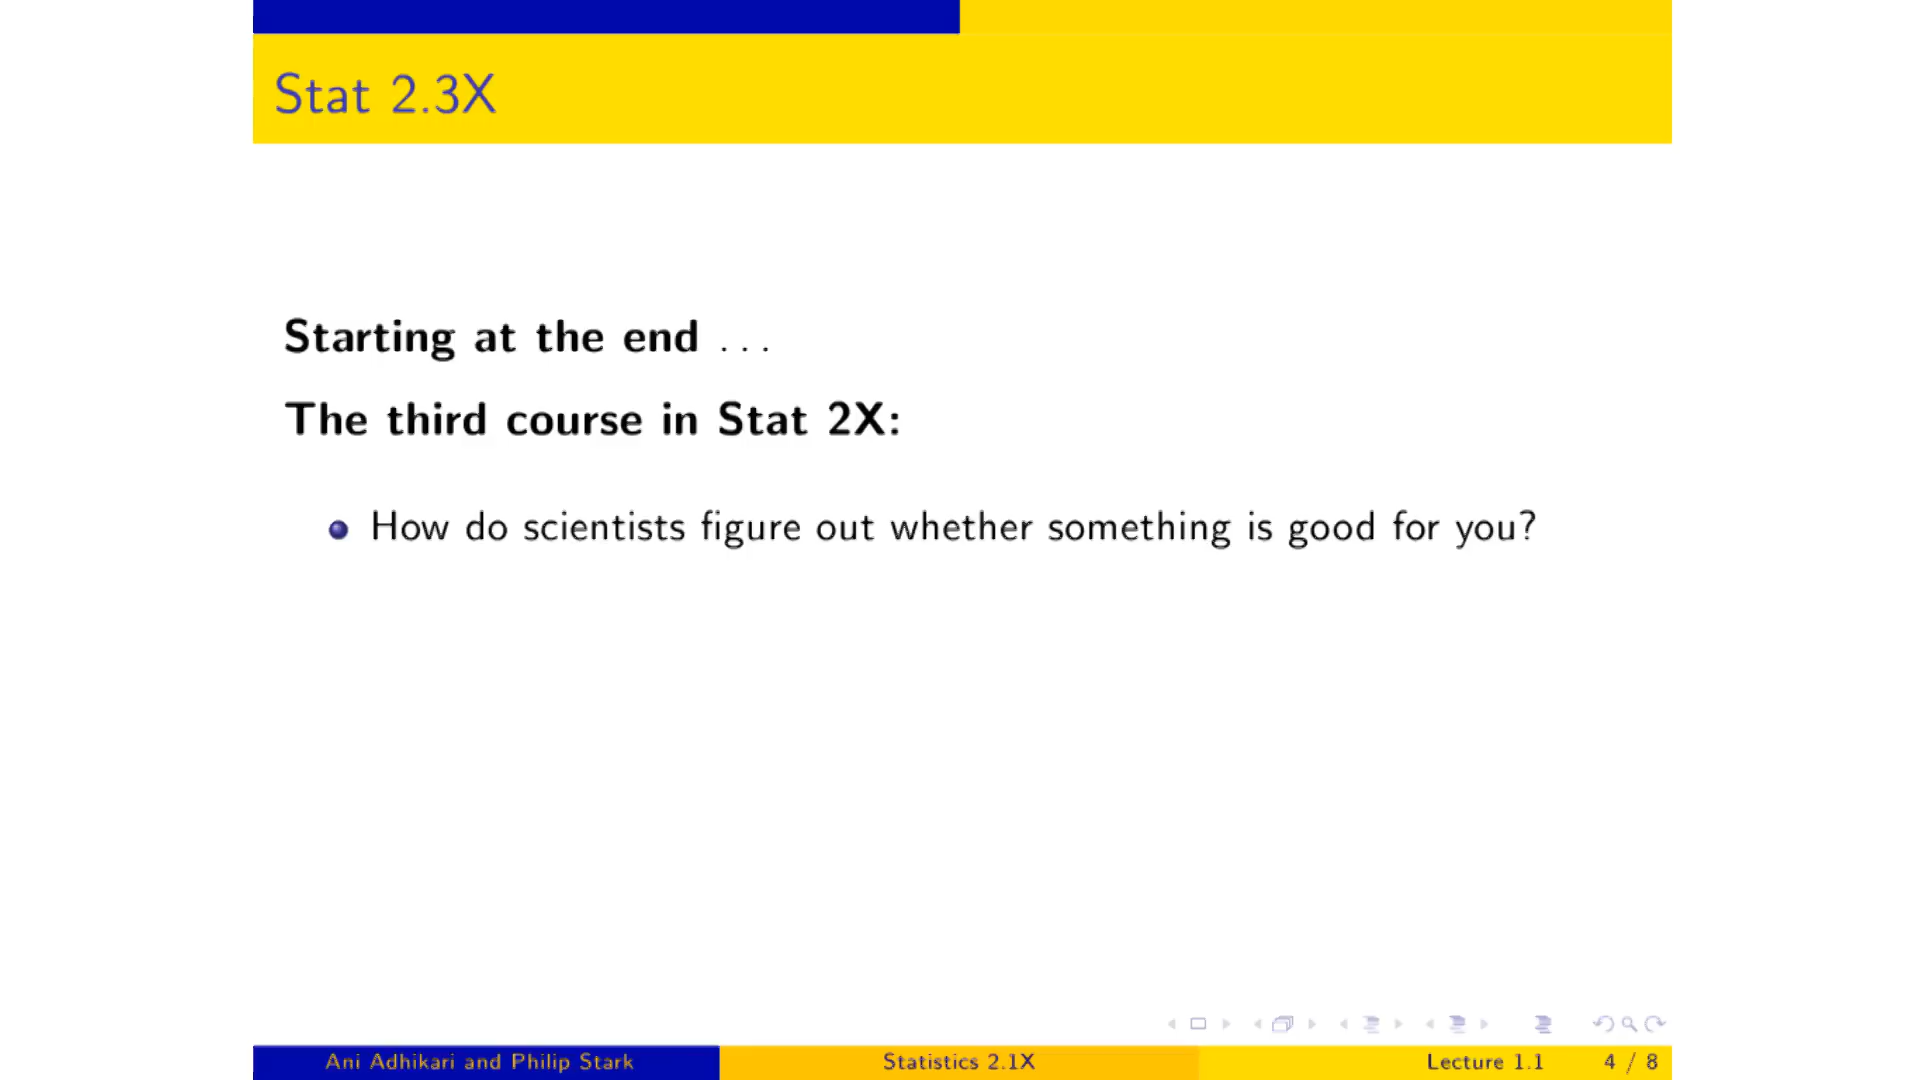 Stat 2.3X
Starting at the end ...
The third course in Stat 2X:
How do scientists figure out whether something is good for you?
Ani Adhikari and Philip Stark
Statistics 2.1X
Lecture 1.1
4 / 8